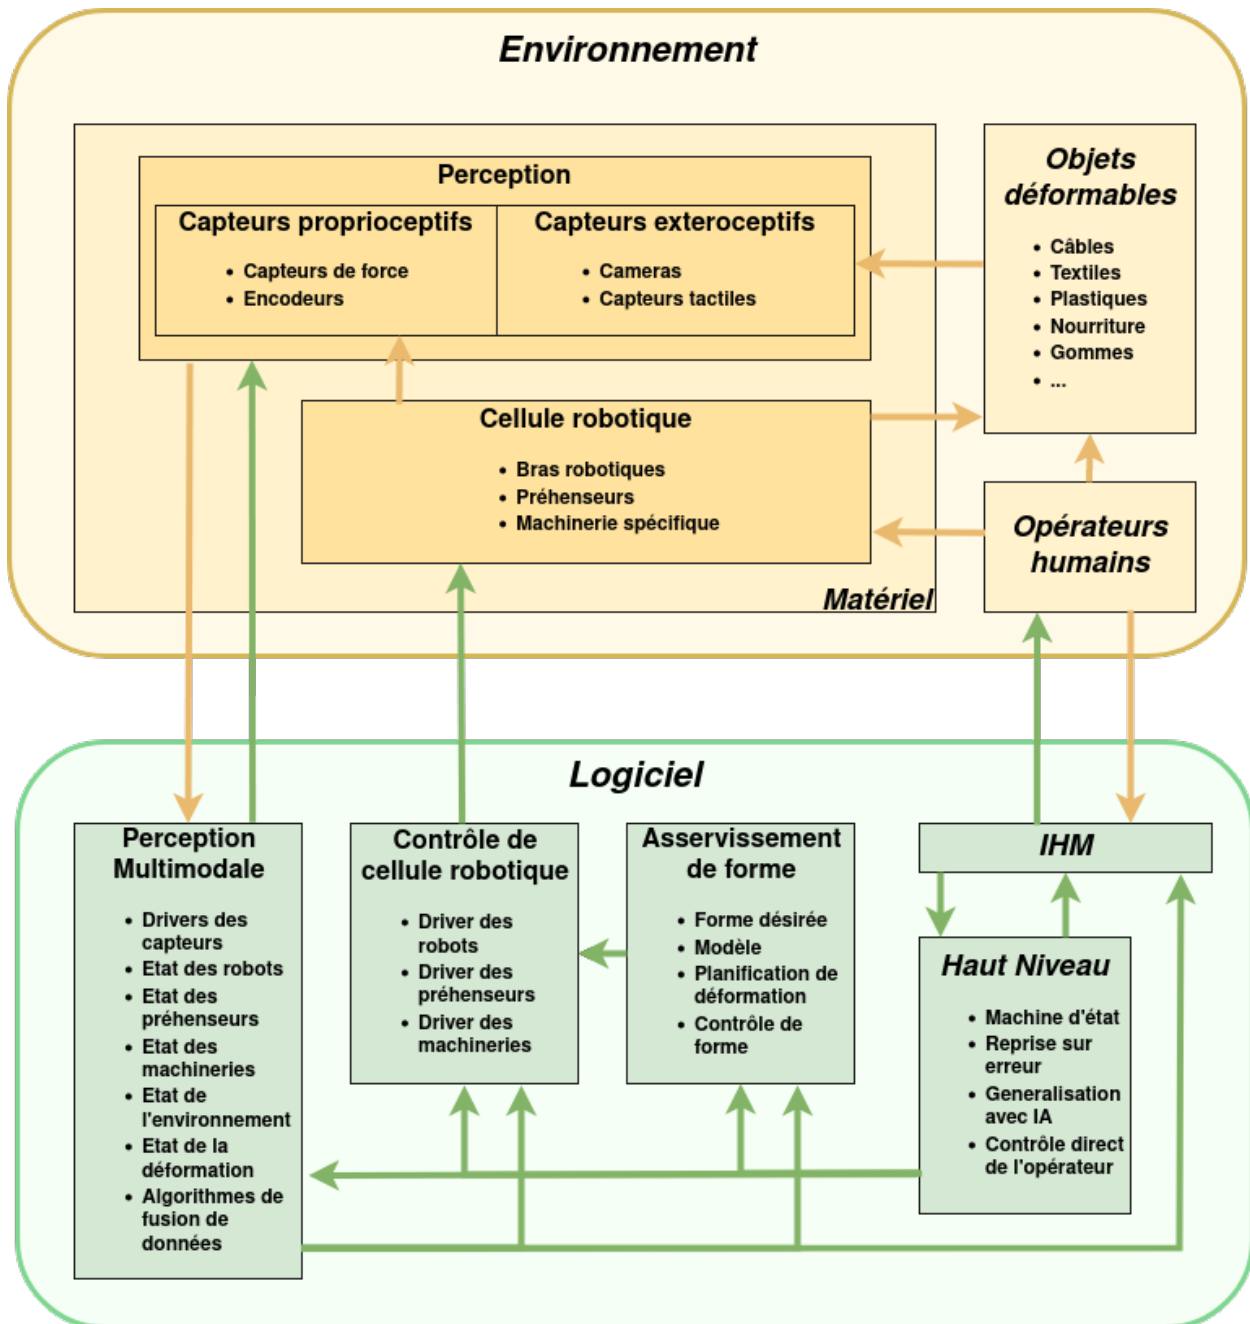 Environnement
Perception
Capteurs proprioceptifs
• Capteurs de force
• Encodeurs
Capteurs exteroceptifs
• Cameras
• Capteurs tactiles
Objets
déformables
• Câbles
• Textiles
• Plastiques
• Nourriture
• Gommes
• ...
Cellule robotique
• Bras robotiques
• Préhenseurs
• Machinerie spécifique
Opérateurs
humains
Matériel
Logiciel
Perception
Multimodale
• Drivers des
capteurs
• Etat des robots
• Etat des
préhenseurs
• Etat des
machineries
• Etat de
l'environnement
• Etat de la
déformation
• Algorithmes de
fusion de
données
Contrôle de
cellule robotique
• Driver des
robots
• Driver des
préhenseurs
• Driver des
machineries
Asservissement
de forme
• Forme désirée
• Modèle
• Planification de
déformation
• Contrôle de
forme
IHM
Haut Niveau
• Machine d'état
• Reprise sur
erreur
• Generalisation
avec IA
• Contrôle direct
de l'opérateur